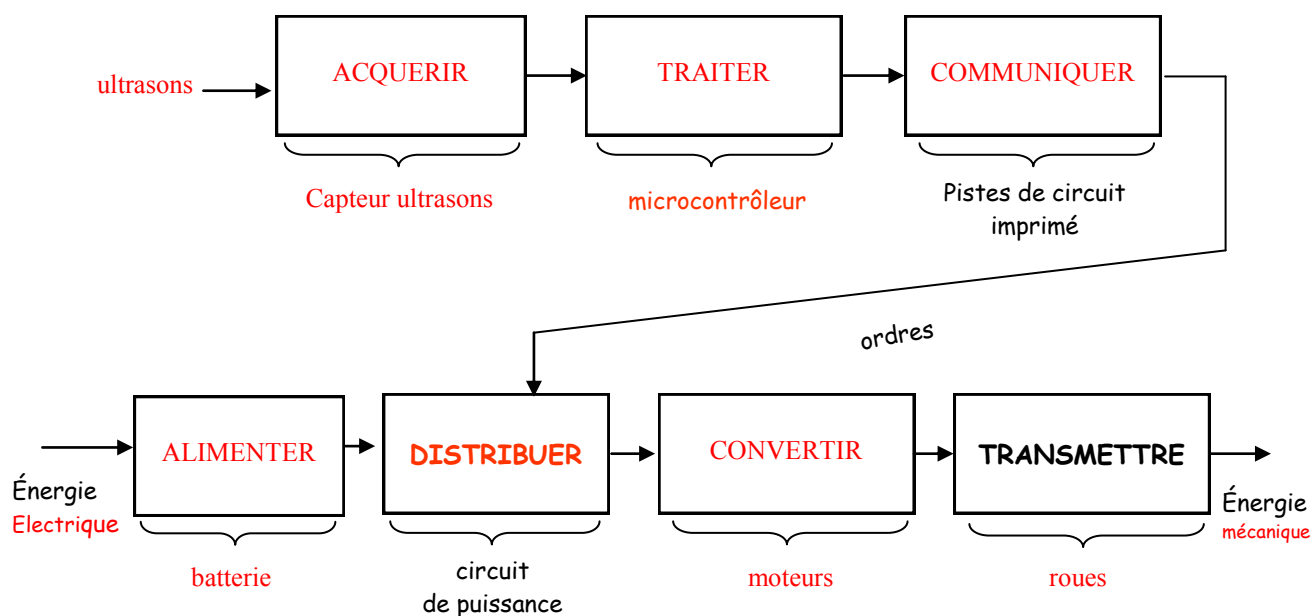 ultrasons
ACQUERIR
TRAITER
COMMUNIQUER
Capteur ultrasons
microcontrôleur
Pistes de circuit
imprimé
ordres
ALIMENTER
DISTRIBUER
CONVERTIR
TRANSMETTRE
Énergie
Electrique
Énergie
mécanique
batterie
circuit
de puissance
moteurs
roues